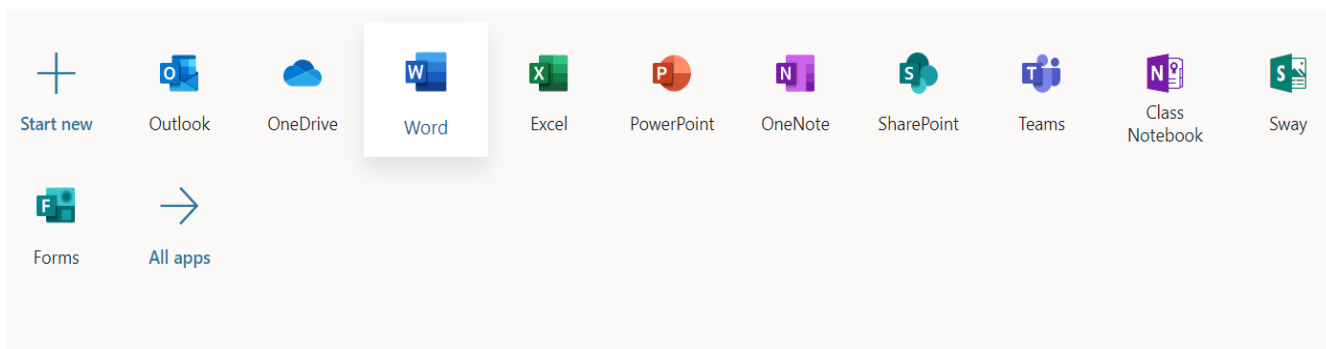 O
W
X
P
N
S
T
N
S
Start new
Outlook
OneDrive
Word
Excel
PowerPoint
OneNote
SharePoint
Teams
Class
Notebook
Sway
F
Forms
All apps